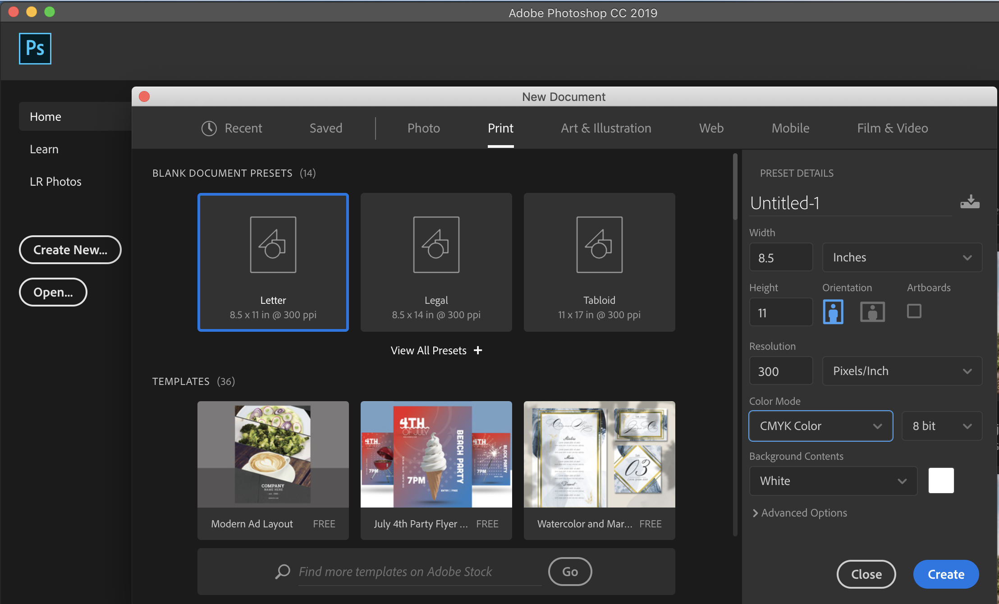 Adobe Photoshop CC 2019
Ps
Home
Learn
LR Photos
Create New...
Open...
New Document
Recent
Saved
Photo
Print
Art & Illustration
Web
Mobile
Film & Video
BLANK DOCUMENT PRESETS (14)
Letter
8.5 x 11 in @ 300 ppi
Legal
8.5 x 14 in @ 300 ppi
Tabloid
11 x 17 in @ 300 ppi
View All Presets +
TEMPLATES (36)
COMPANY
NAME HERE
4TH
OF JULY
BEACH PARTY
7PM
ENTRY//FREE
4TH
7PM
4TH
BLOCK PARTY
7PM
Main
Dessert
03
Modern Ad Layout FREE
July 4th Party Flyer ... FREE
Watercolor and Mar... FREE
Find more templates on Adobe Stock
Go
PRESET DETAILS
Untitled-1
Width
8.5
Inches
Height
Orientation
Artboards
11
Resolution
300
Pixels/Inch
Color Mode
CMYK Color
8 bit
Background Contents
White
Advanced Options
Close
Create